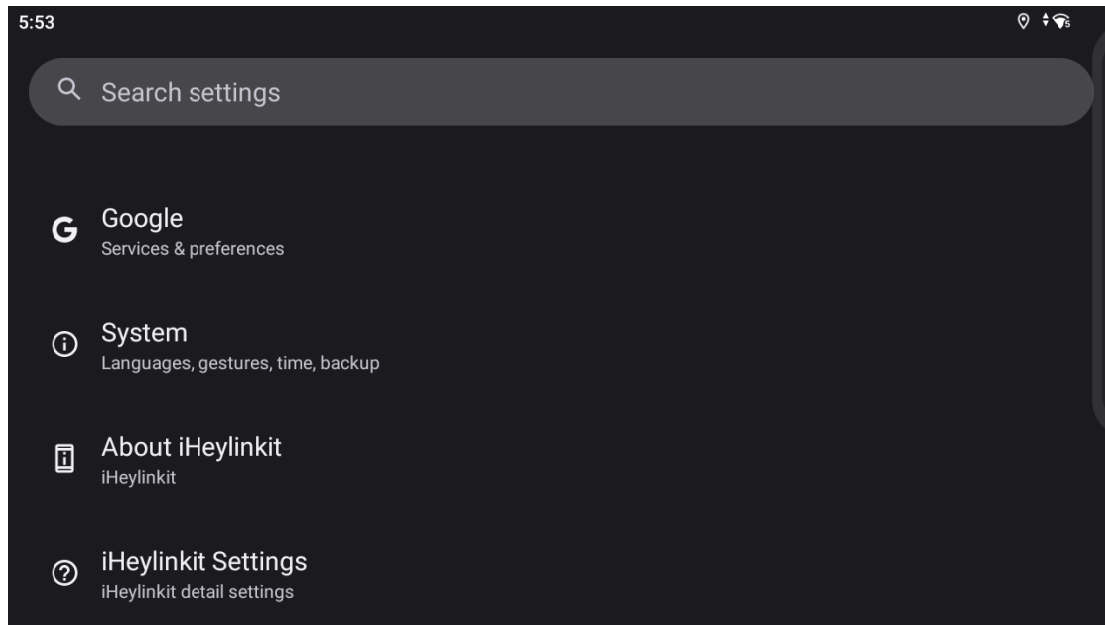 5:53
5
Search settings
Google
Services & preferences
System
Languages, gestures, time, backup
About iHeylinkit
iHeylinkit
iHeylinkit Settings
iHeylinkit detail settings